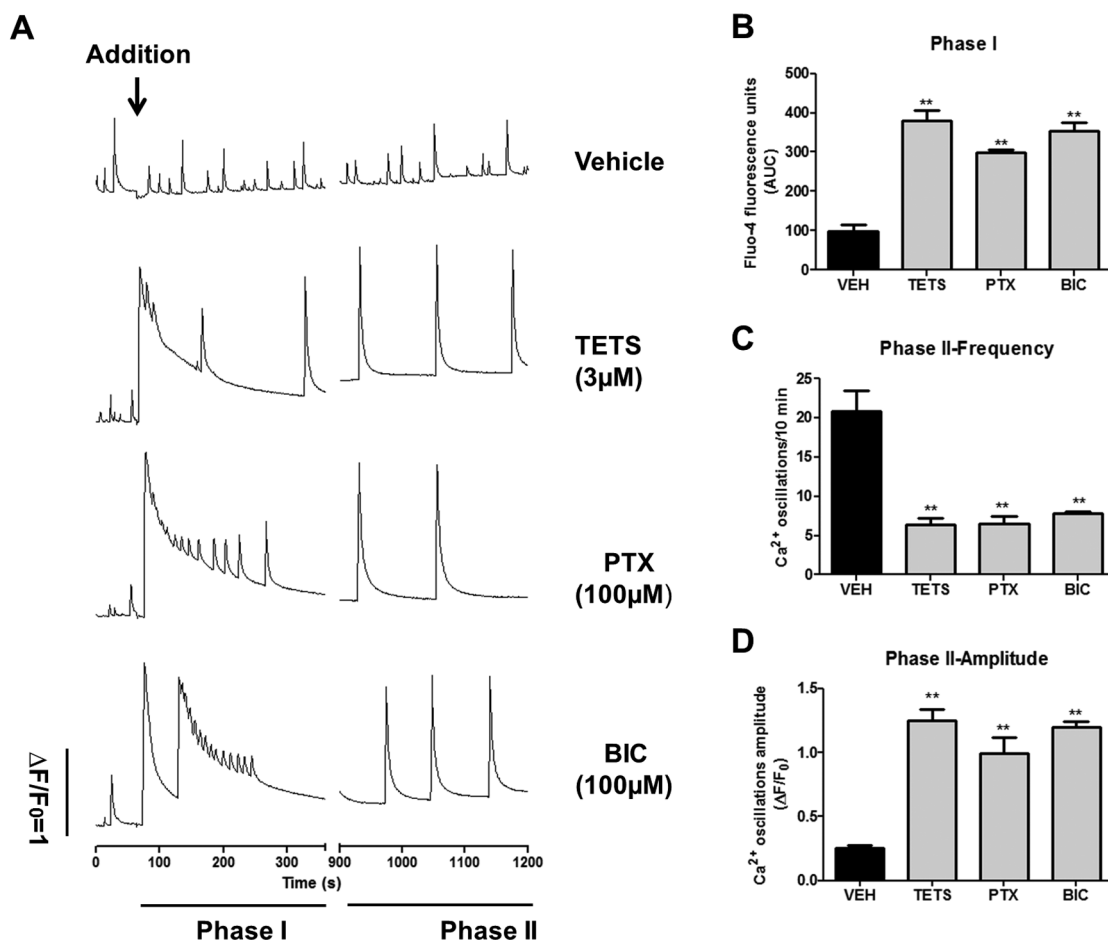 A
Addition
Vehicle
TETS
(3µM)
PTX
(100µM)
BIC
(100µM)
ΔF/F0=1
0 100 200 300 900 1000 1100 1200
Time (s)
Phase I Phase II
B
Phase I
Fluo-4 fluorescence units
(AUC)
500
400
300
200
100
0
** ** **
VEH TETS PTX BIC
C
Phase II-Frequency
Ca2+ oscillations/10 min
25
20
15
10
5
0
** ** **
VEH TETS PTX BIC
D
Phase II-Amplitude
Ca2+ oscillations amplitude
(ΔF/F0)
1.5
1.0
0.5
0.0
** ** **
VEH TETS PTX BIC